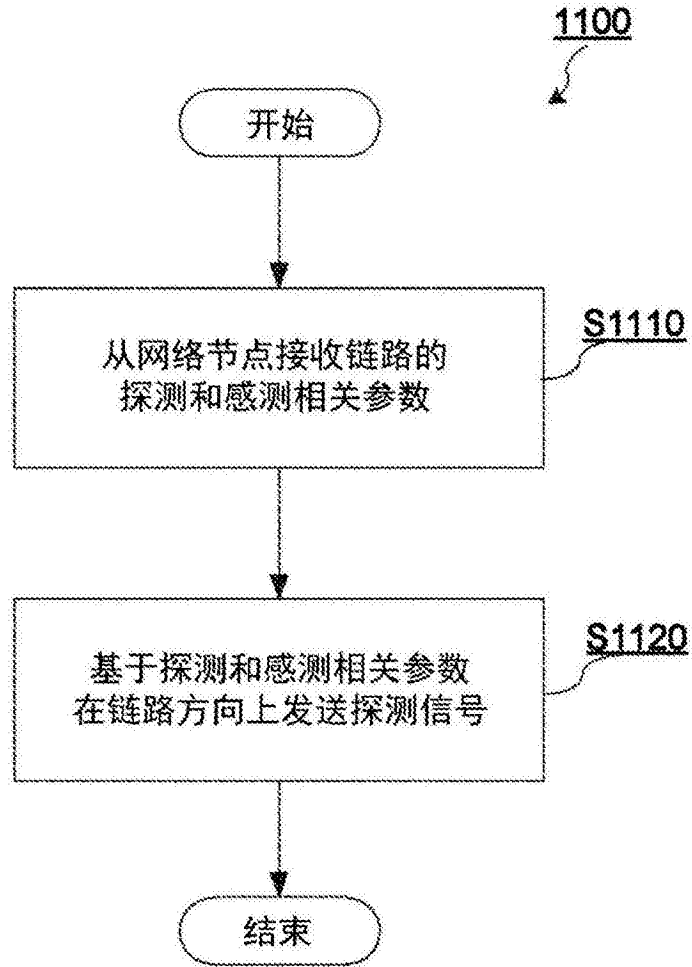 1100
开始
从网络节点接收链路的
探测和感测相关参数
S1110
基于探测和感测相关参数
在链路方向上发送探测信号
S1120
结束